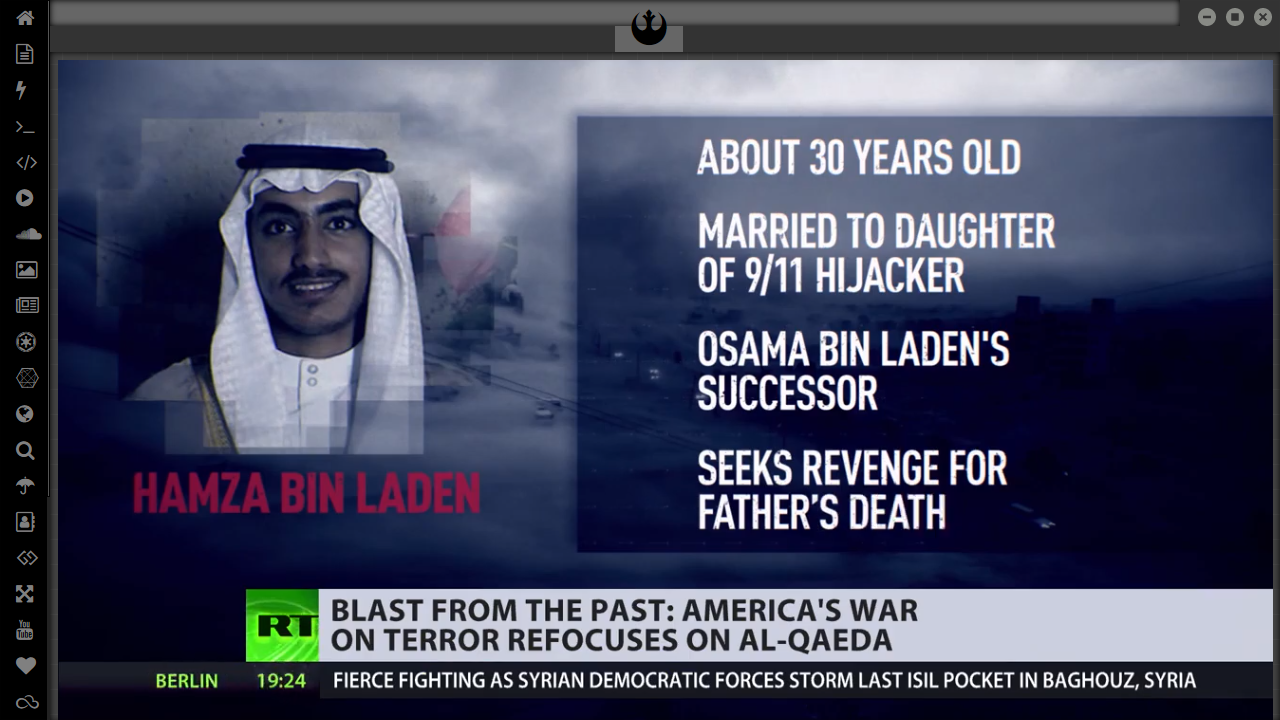 ABOUT 30 YEARS OLD
MARRIED TO DAUGHTER
OF 9/11 HIJACKER
OSAMA BIN LADEN'S
SUCCESSOR
SEEKS REVENGE FOR
FATHER'S DEATH
HAMZA BIN LADEN
RT
BLAST FROM THE PAST: AMERICA'S WAR
ON TERROR REFOCUSES ON AL-QAEDA
BERLIN 19:24 FIERCE FIGHTING AS SYRIAN DEMOCRATIC FORCES STORM LAST ISIL POCKET IN BAGHOUZ, SYRIA
You
Tube